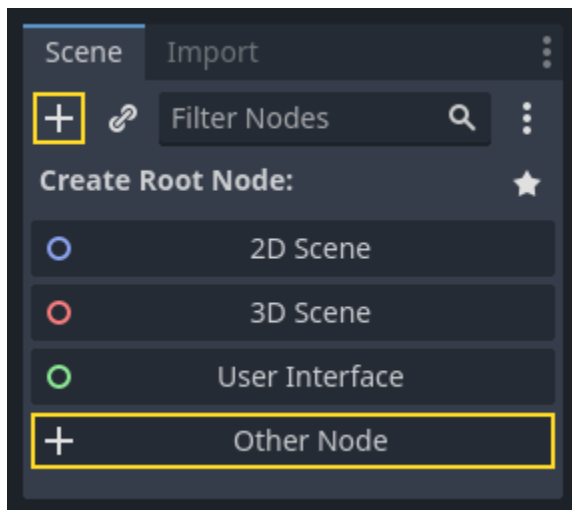 Scene Import
Filter Nodes
Create Root Node:
2D Scene
3D Scene
User Interface
Other Node